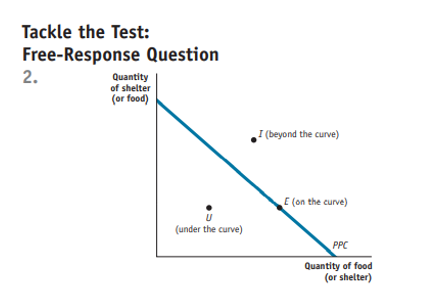 Tackle the Test:
Free-Response Question
2.
Quantity
of shelter
(or food)
I (beyond the curve)
E (on the curve)
U
(under the curve)
PPC
Quantity of food
(or shelter)